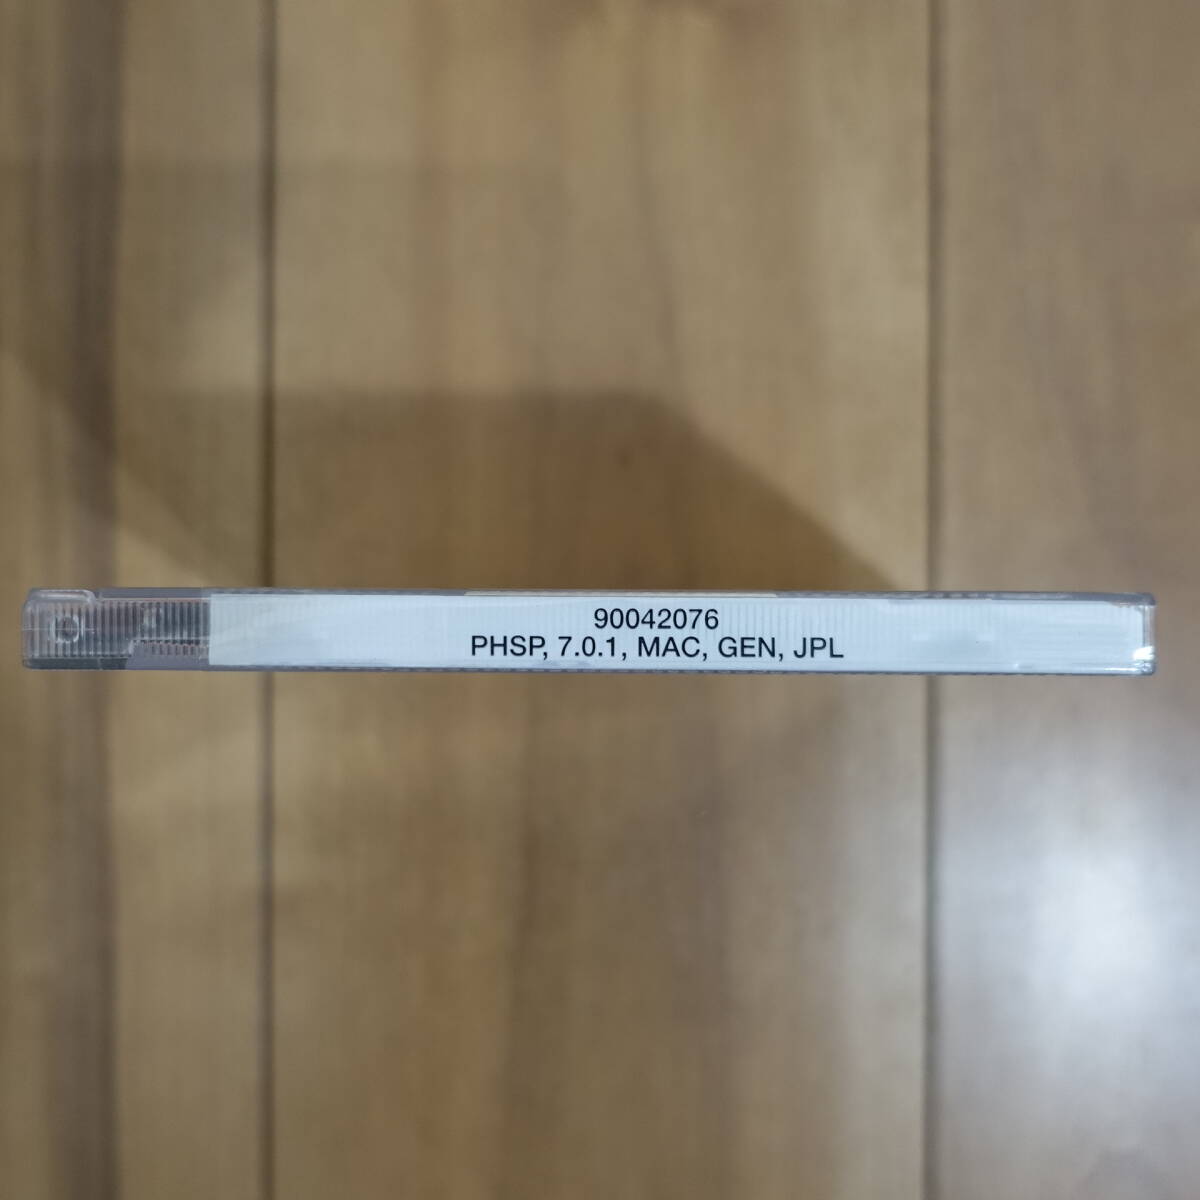 90042076
PHSP, 7.0.1, MAC, GEN, JPL